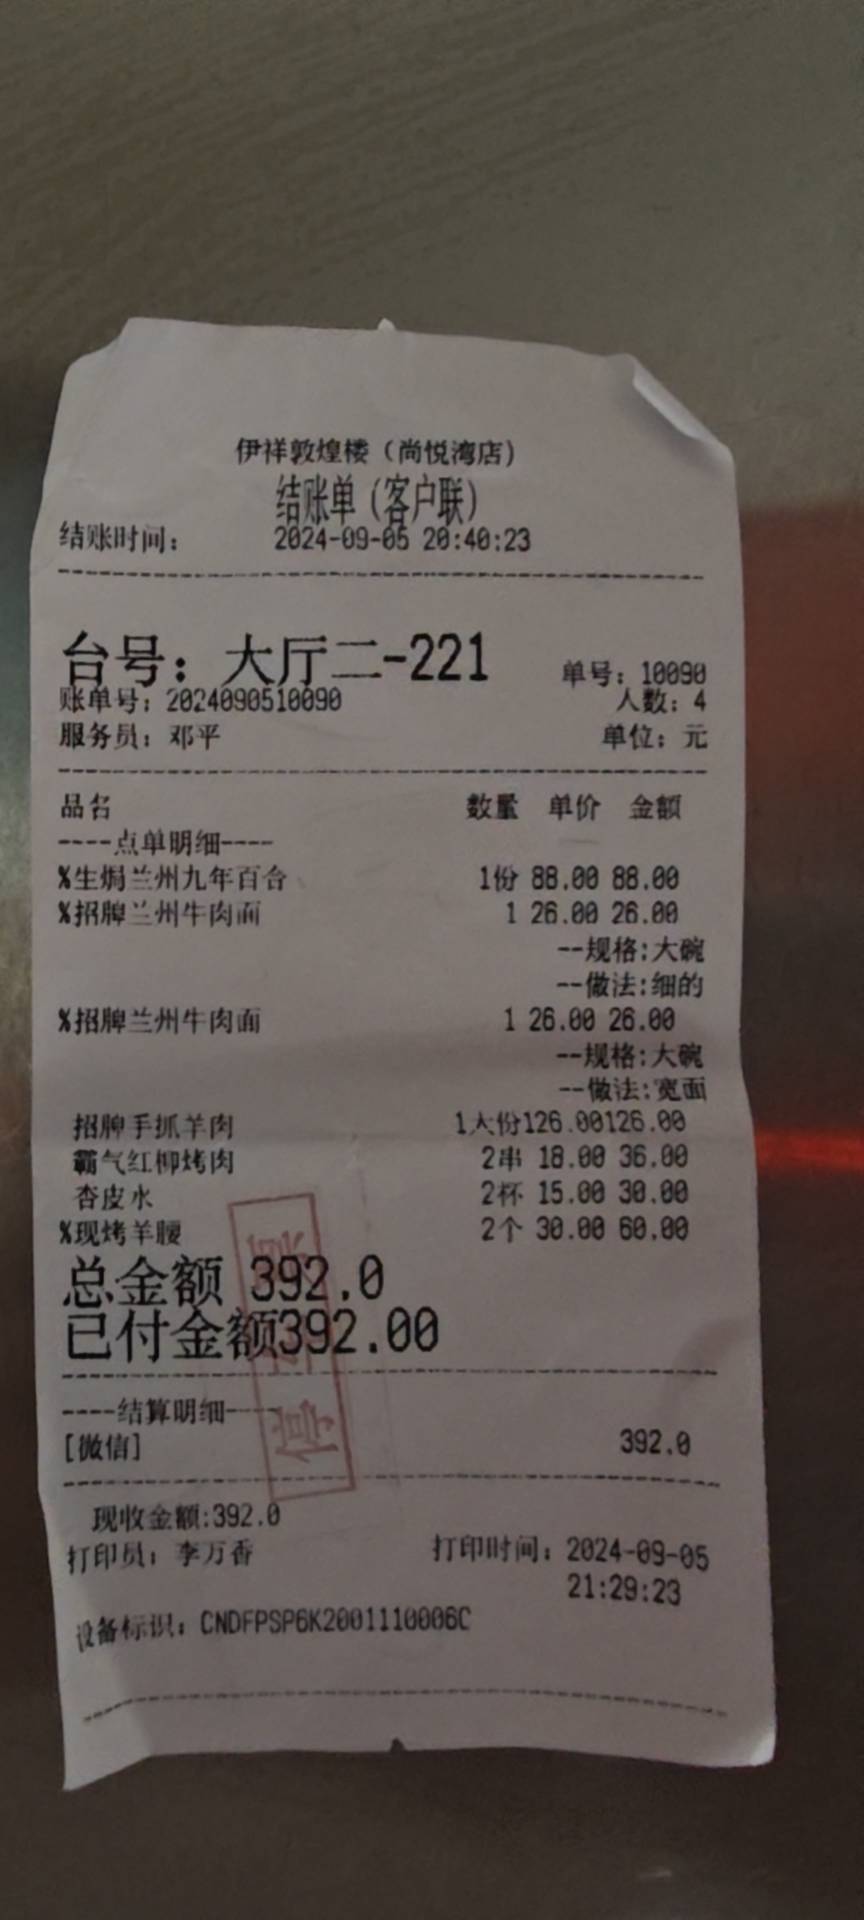 伊祥敦煌楼（尚悦湾店）
结账单（客户联）
结账时间： 2024-09-05 20:40:23
台号：大厅二-221 单号：10090
账单号：2024090510090 人数：4
服务员：邓平 单位：元
品名 数量 单价 金额
----点单明细----
%生焗兰州九年百合 1份 88.00 88.00
%招牌兰州牛肉面 1 26.00 26.00
--规格:大碗
--做法:细的
%招牌兰州牛肉面 1 26.00 26.00
--规格:大碗
--做法:宽面
招牌手抓羊肉 1大份126.00126.00
霸气红柳烤肉 2串 18.00 36.00
杏皮水 2杯 15.00 30.00
%现烤羊腰 2个 30.00 60.00
总金额 392.0
已付金额392.00
----结算明细----
[微信] 392.0
现收金额:392.0
打印员：李万香 打印时间：2024-09-05
21:29:23
设备标识：CNDFPSP6K2001110006C
停